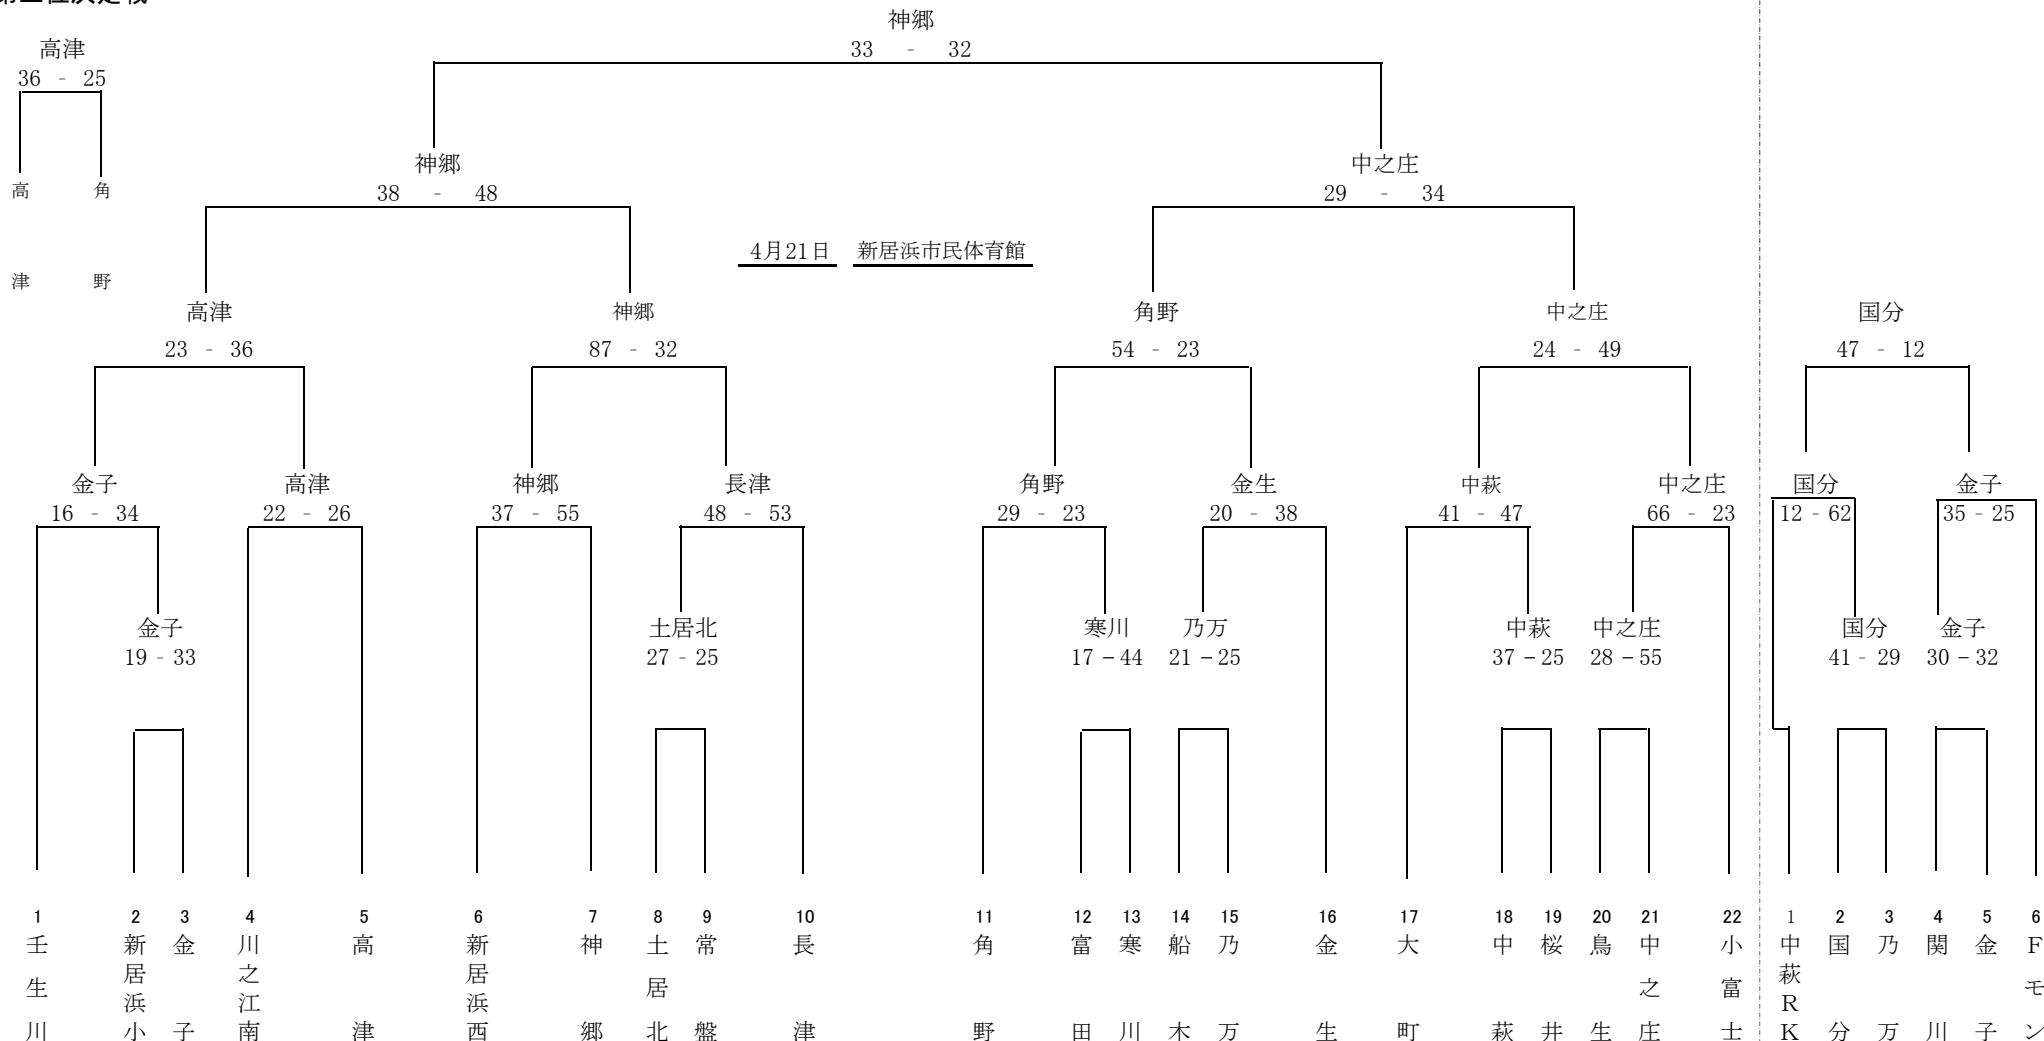 神郷
33 - 32
高津
36 - 25
高津
角野
神郷
38 - 48
中之庄
29 - 34
4月21日 新居浜市民体育館
高津
23 - 36
神郷
87 - 32
角野
54 - 23
中之庄
24 - 49
国分
47 - 12
金子
16 - 34
高津
22 - 26
神郷
37 - 55
長津
48 - 53
角野
29 - 23
金生
20 - 38
中萩
41 - 47
中之庄
66 - 23
国分
12 - 62
金子
35 - 25
金子
19 - 33
土居北
27 - 25
寒川
17 - 44
乃万
21 - 25
中萩
37 - 25
中之庄
28 - 55
国分
41 - 29
金子
30 - 32
1 壬生川
2 新居浜小
3 金子
4 川之江南
5 高津
6 新居浜西
7 神郷
8 土居北
9 常盤
10 長津
11 角野
12 富田
13 寒川
14 船木
15 乃万
16 金生
17 大町
18 中萩
19 桜井
20 鳥生
21 中之庄
22 小富士
1 中萩RK
2 国分
3 乃万
4 関川
5 金子
6 Fモン